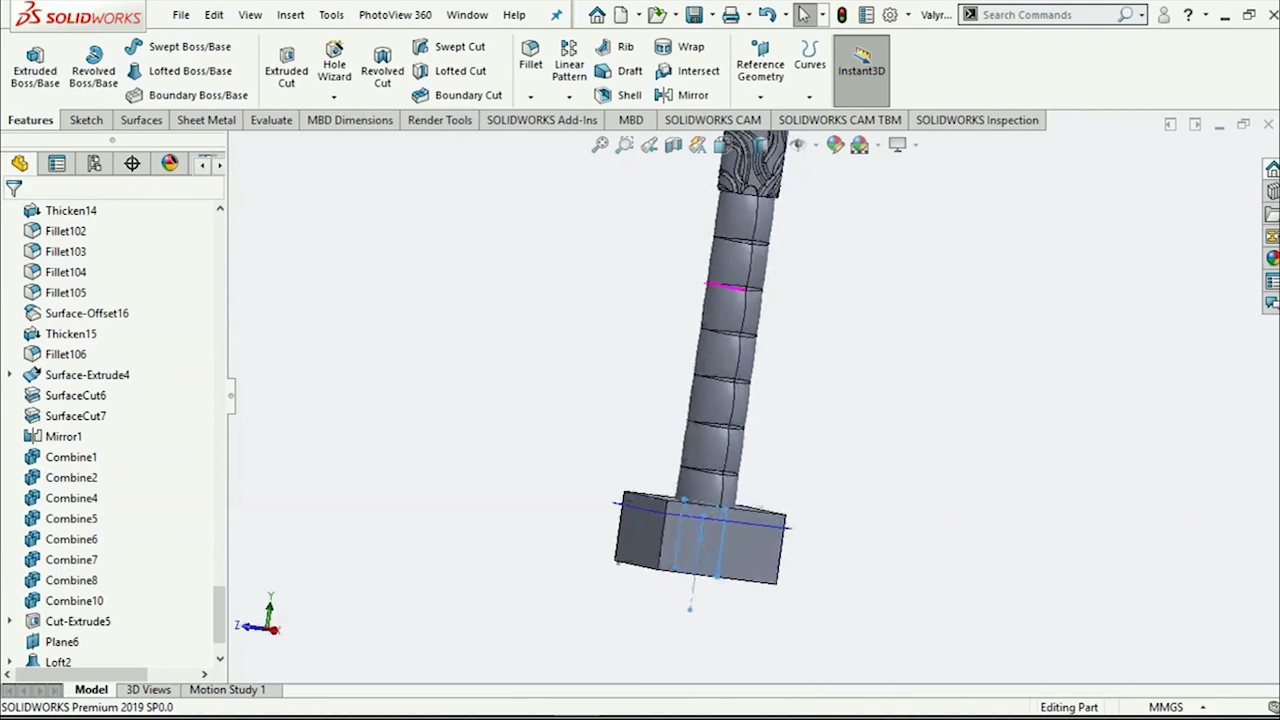 SOLIDWORKS File Edit View Insert Tools PhotoView 360 Window Help Valyr... Search Commands ?
Extruded Boss/Base Revolved Boss/Base Swept Boss/Base Lofted Boss/Base Boundary Boss/Base Extruded Cut Hole Wizard Revolved Cut Swept Cut Lofted Cut Boundary Cut Fillet Linear Pattern Rib Draft Shell Wrap Intersect Mirror Reference Geometry Curves Instant3D
Features Sketch Surfaces Sheet Metal Evaluate MBD Dimensions Render Tools SOLIDWORKS Add-Ins MBD SOLIDWORKS CAM SOLIDWORKS CAM TBM SOLIDWORKS Inspection
Thicken14
Fillet102
Fillet103
Fillet104
Fillet105
Surface-Offset16
Thicken15
Fillet106
Surface-Extrude4
SurfaceCut6
SurfaceCut7
Mirror1
Combine1
Combine2
Combine4
Combine5
Combine6
Combine7
Combine8
Combine10
Cut-Extrude5
Plane6
Loft2
Y
Z
Model 3D Views Motion Study 1
SOLIDWORKS Premium 2019 SP0.0 Editing Part MMGS